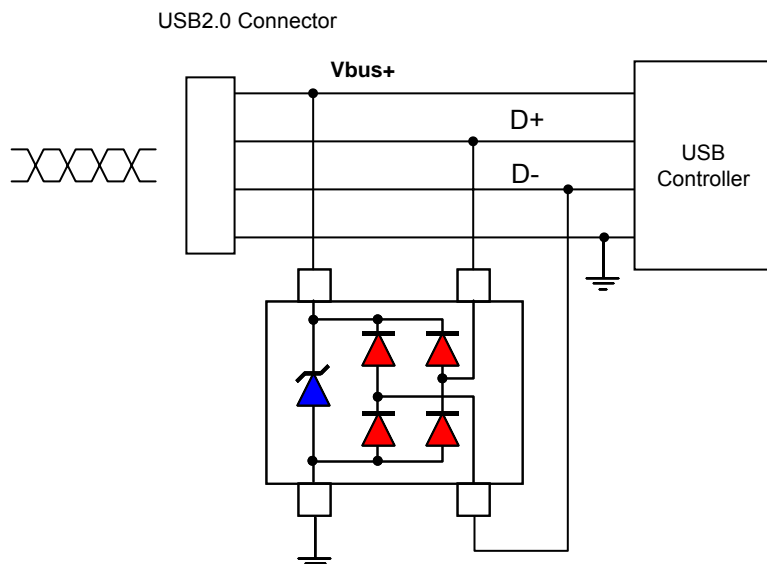 USB2.0 Connector
Vbus+
D+
D-
USB
Controller